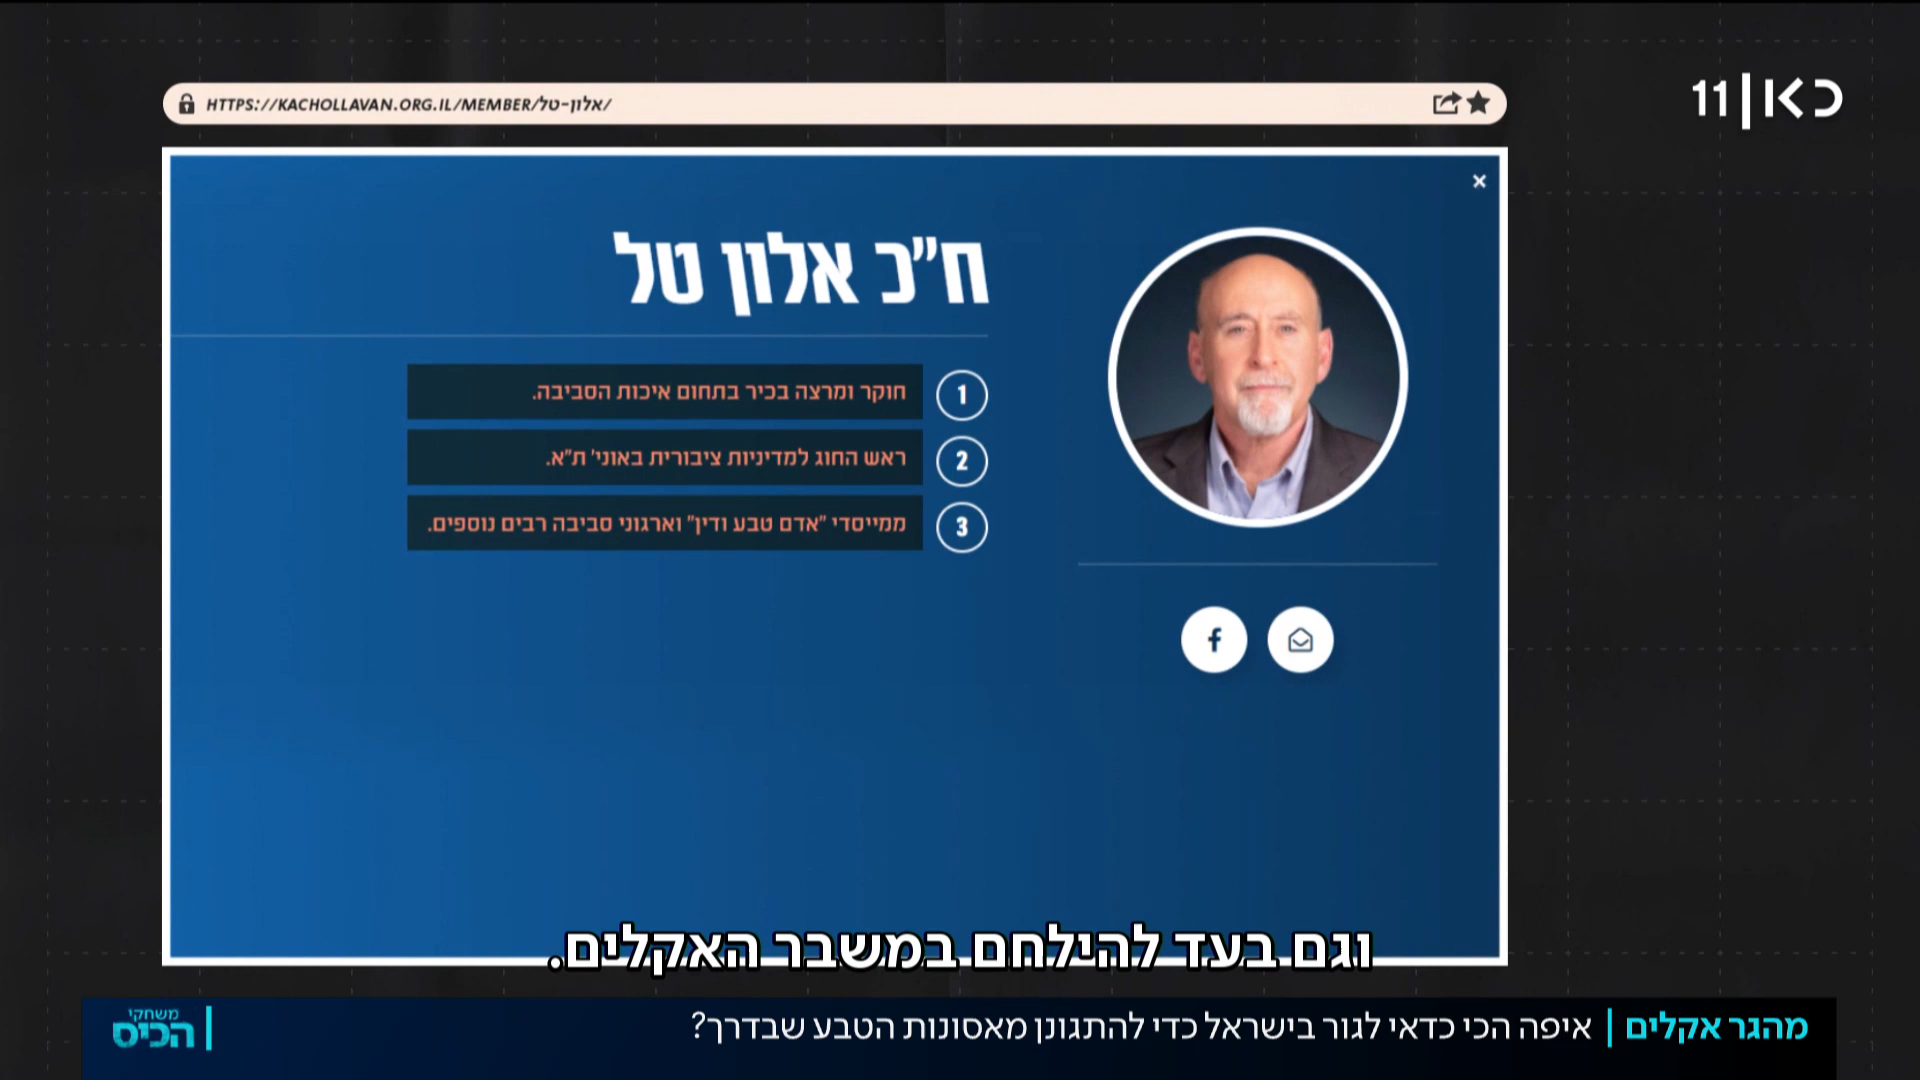 HTTPS://KACHOLLAVAN.ORG.IL/MEMBER/אלון-טל/
כאן 11
ח"כ אלון טל
1 חוקר ומרצה בכיר בתחום איכות הסביבה.
2 ראש החוג למדיניות ציבורית באוני' ת"א.
3 ממייסדי "אדם טבע ודין" וארגוני סביבה רבים נוספים.
וגם בעד להילחם במשבר האקלים.
מהגר אקלים | איפה הכי כדאי לגור בישראל כדי להתגונן מאסונות הטבע שבדרך?
משחקי
הכיס